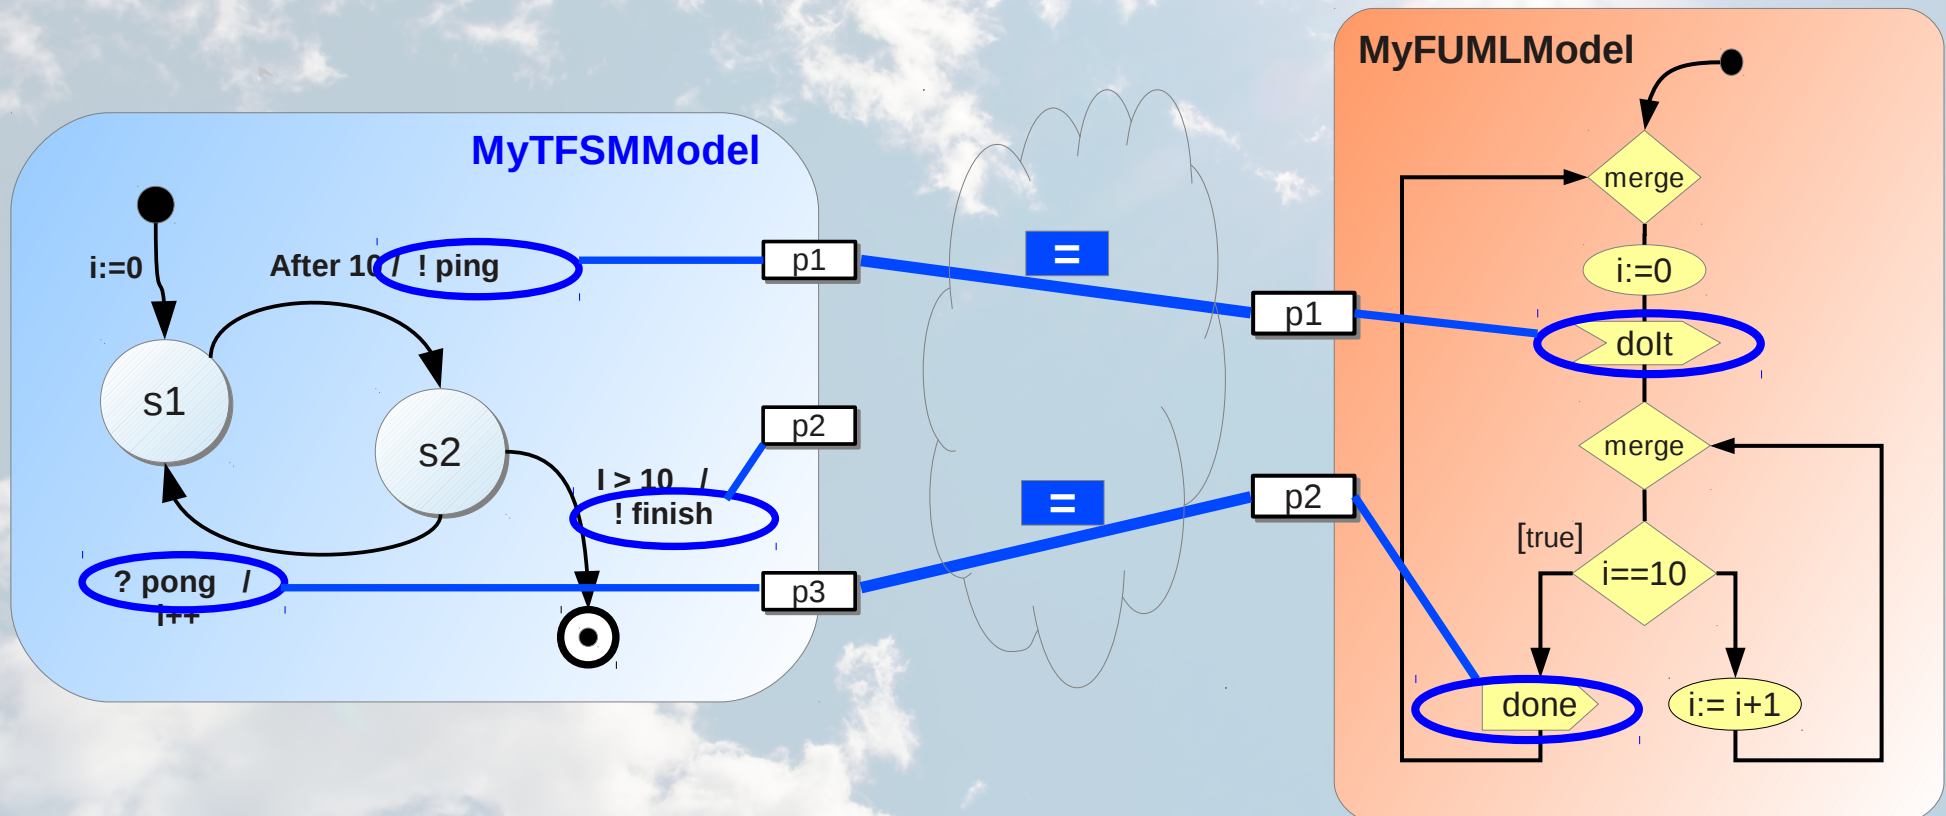 MyTFSMModel
i:=0
After 10 / ! ping
s1
s2
I > 10 /
! finish
? pong /
i++
p1
p2
p3
=
=
MyFUMLModel
p1
p2
merge
i:=0
doIt
merge
[true]
i==10
done
i:= i+1